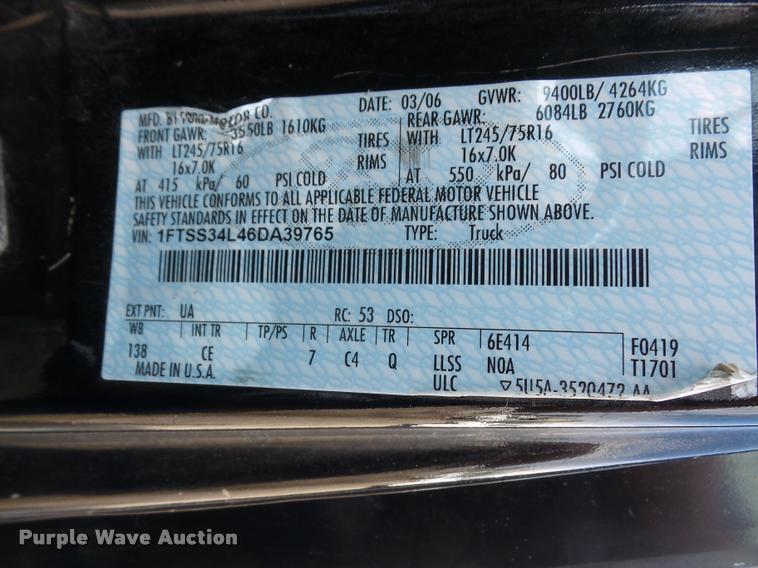 MFD. BY FORD MOTOR CO. DATE: 03/06 GVWR: 9400LB/ 4264KG
FRONT GAWR: 3550LB 1610KG REAR GAWR: 6084LB 2760KG
WITH LT245/75R16 TIRES WITH LT245/75R16 TIRES
16x7.0K RIMS 16x7.0K RIMS
AT 415 kPa/ 60 PSI COLD AT 550 kPa/ 80 PSI COLD
THIS VEHICLE CONFORMS TO ALL APPLICABLE FEDERAL MOTOR VEHICLE
SAFETY STANDARDS IN EFFECT ON THE DATE OF MANUFACTURE SHOWN ABOVE.
VIN: 1FTSS34L46DA39765 TYPE: Truck
EXT PNT: UA RC: 53 DSO:
WB INT TR TP/PS R AXLE TR SPR 6E414 F0419
138 CE 7 C4 Q LLSS NOA T1701
MADE IN U.S.A. ULC ▽5U5A-3520472-AA
Purple Wave Auction